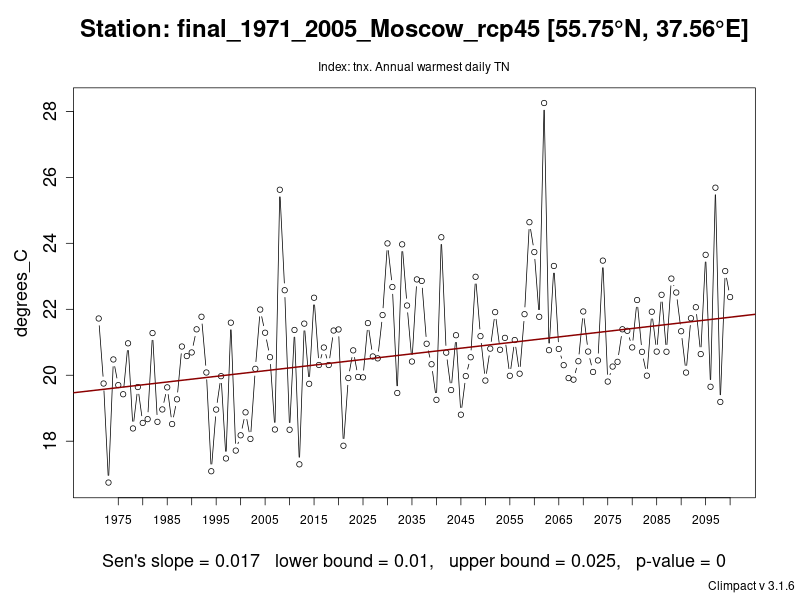 Station: final_1971_2005_Moscow_rcp45 [55.75°N, 37.56°E]
Index: tnx. Annual warmest daily TN
degrees_C
28
26
24
22
20
18
1975 1985 1995 2005 2015 2025 2035 2045 2055 2065 2075 2085 2095
Sen's slope = 0.017 lower bound = 0.01, upper bound = 0.025, p-value = 0
Climpact v 3.1.6